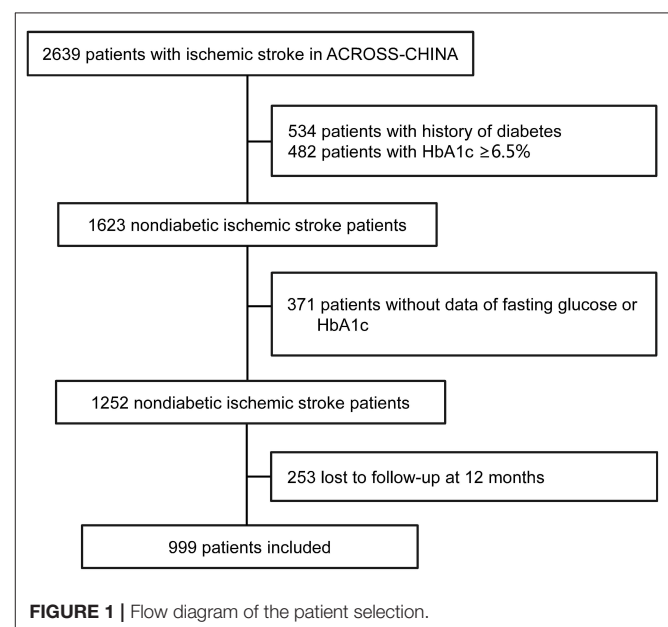 2639 patients with ischemic stroke in ACROSS-CHINA
534 patients with history of diabetes
482 patients with HbA1c ≥6.5%
1623 nondiabetic ischemic stroke patients
371 patients without data of fasting glucose or
HbA1c
1252 nondiabetic ischemic stroke patients
253 lost to follow-up at 12 months
999 patients included
FIGURE 1 | Flow diagram of the patient selection.